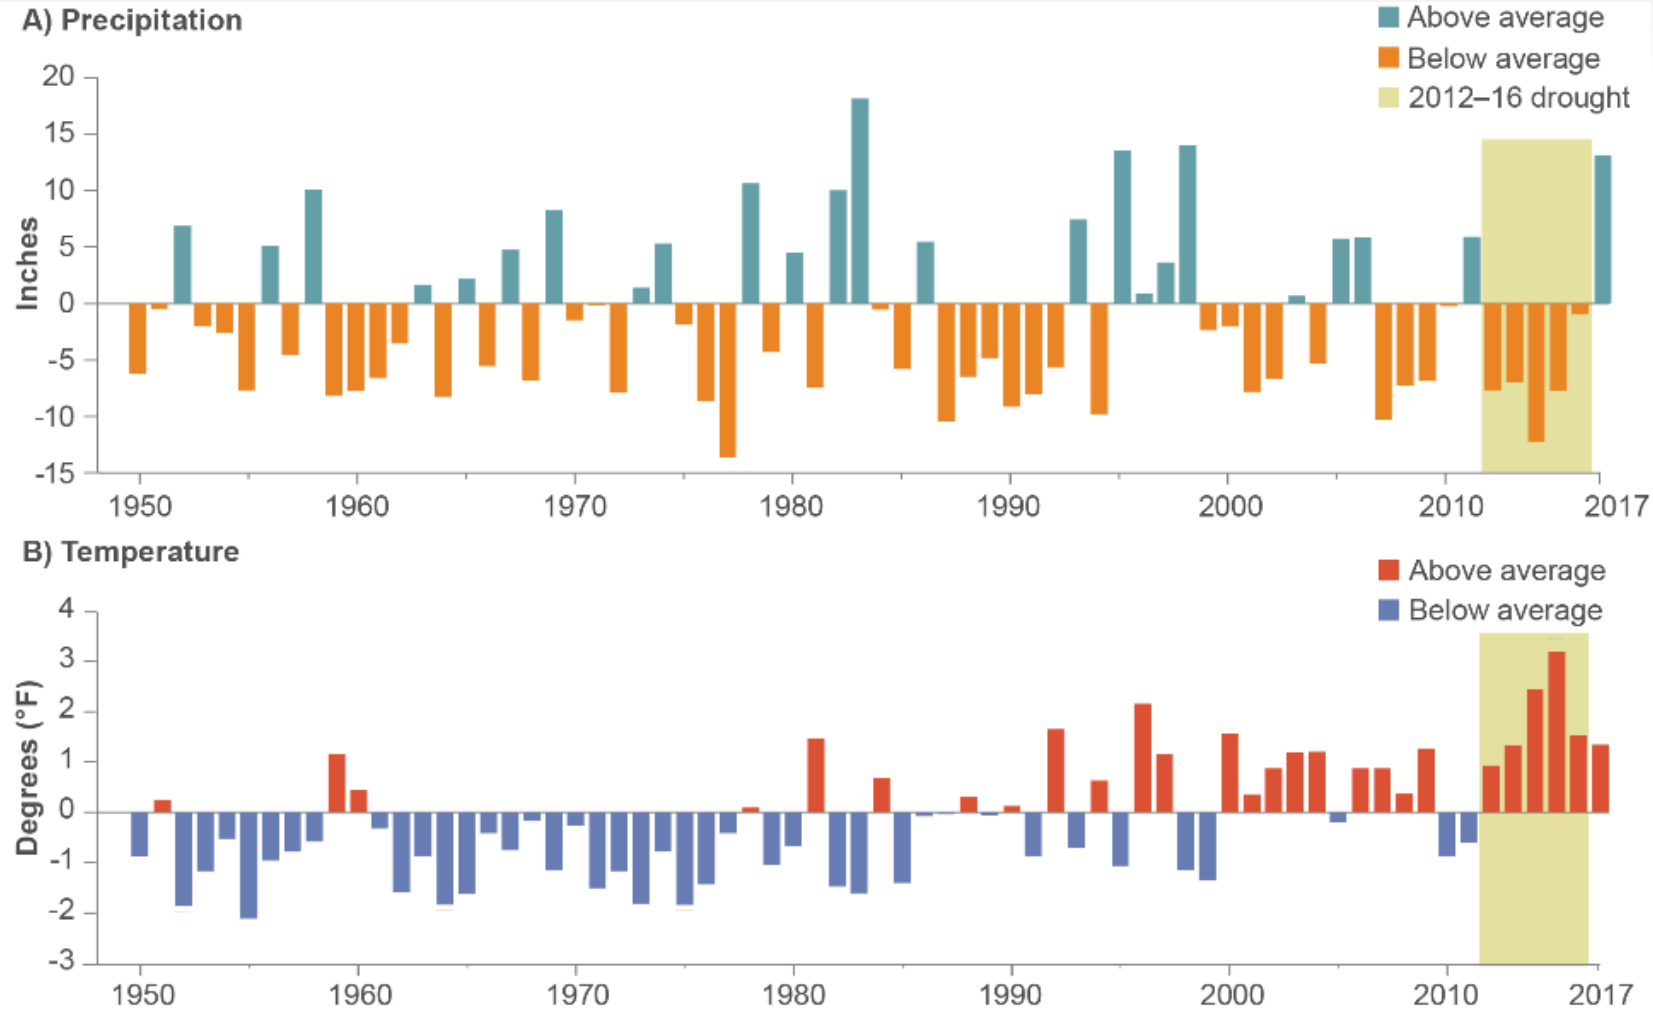 A) Precipitation
Above average
Below average
2012–16 drought
20
15
10
5
0
-5
-10
-15
Inches
1950 1960 1970 1980 1990 2000 2010 2017
B) Temperature
Above average
Below average
4
3
2
1
0
-1
-2
-3
Degrees (°F)
1950 1960 1970 1980 1990 2000 2010 2017